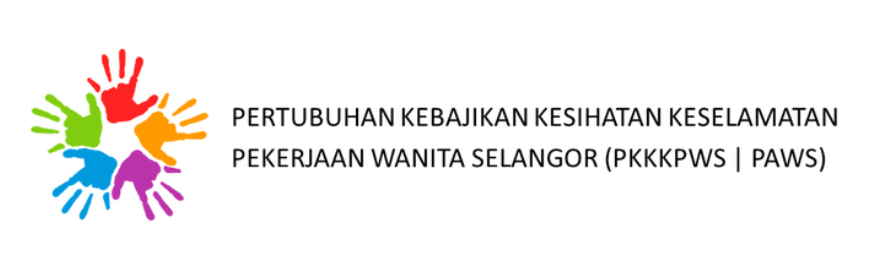 PERTUBUHAN KEBAJIKAN KESIHATAN KESELAMATAN
PEKERJAAN WANITA SELANGOR (PKKKPWS | PAWS)